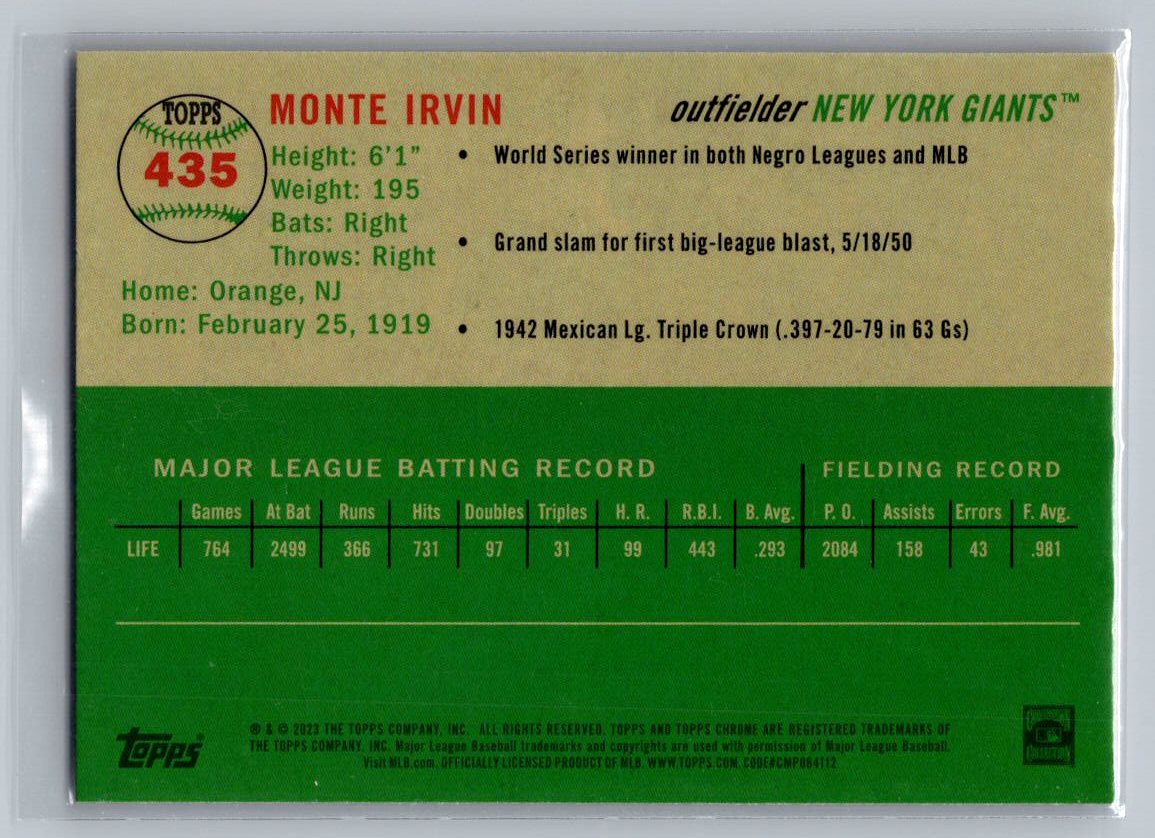 TOPPS
435
MONTE IRVIN
outfielder NEW YORK GIANTS™
Height: 6'1"
Weight: 195
Bats: Right
Throws: Right
Home: Orange, NJ
Born: February 25, 1919
• World Series winner in both Negro Leagues and MLB
• Grand slam for first big-league blast, 5/18/50
• 1942 Mexican Lg. Triple Crown (.397-20-79 in 63 Gs)
MAJOR LEAGUE BATTING RECORD FIELDING RECORD
Games At Bat Runs Hits Doubles Triples H. R. R.B.I. B. Avg. P. O. Assists Errors F. Avg.
LIFE 764 2499 366 731 97 31 99 443 .293 2084 158 43 .981
Topps
® & © 2023 THE TOPPS COMPANY, INC. ALL RIGHTS RESERVED. TOPPS AND TOPPS CHROME ARE REGISTERED TRADEMARKS OF
THE TOPPS COMPANY, INC. Major League Baseball trademarks and copyrights are used with permission of Major League Baseball.
Visit MLB.com. OFFICIALLY LICENSED PRODUCT OF MLB. WWW.TOPPS.COM. CODE#CMP084112
COLLECTION